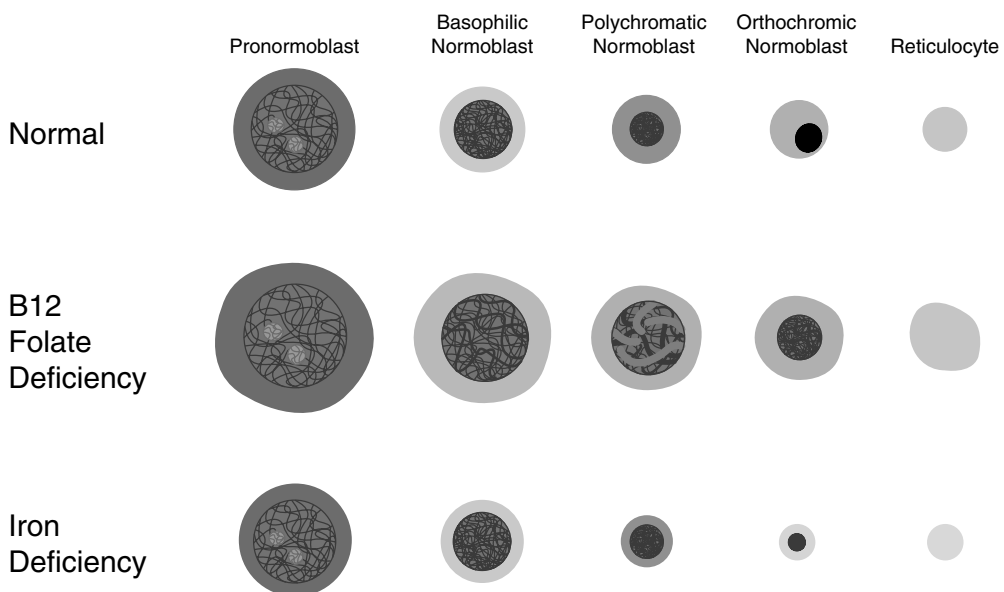 Pronormoblast
Basophilic
Normoblast
Polychromatic
Normoblast
Orthochromic
Normoblast
Reticulocyte
Normal
B12
Folate
Deficiency
Iron
Deficiency